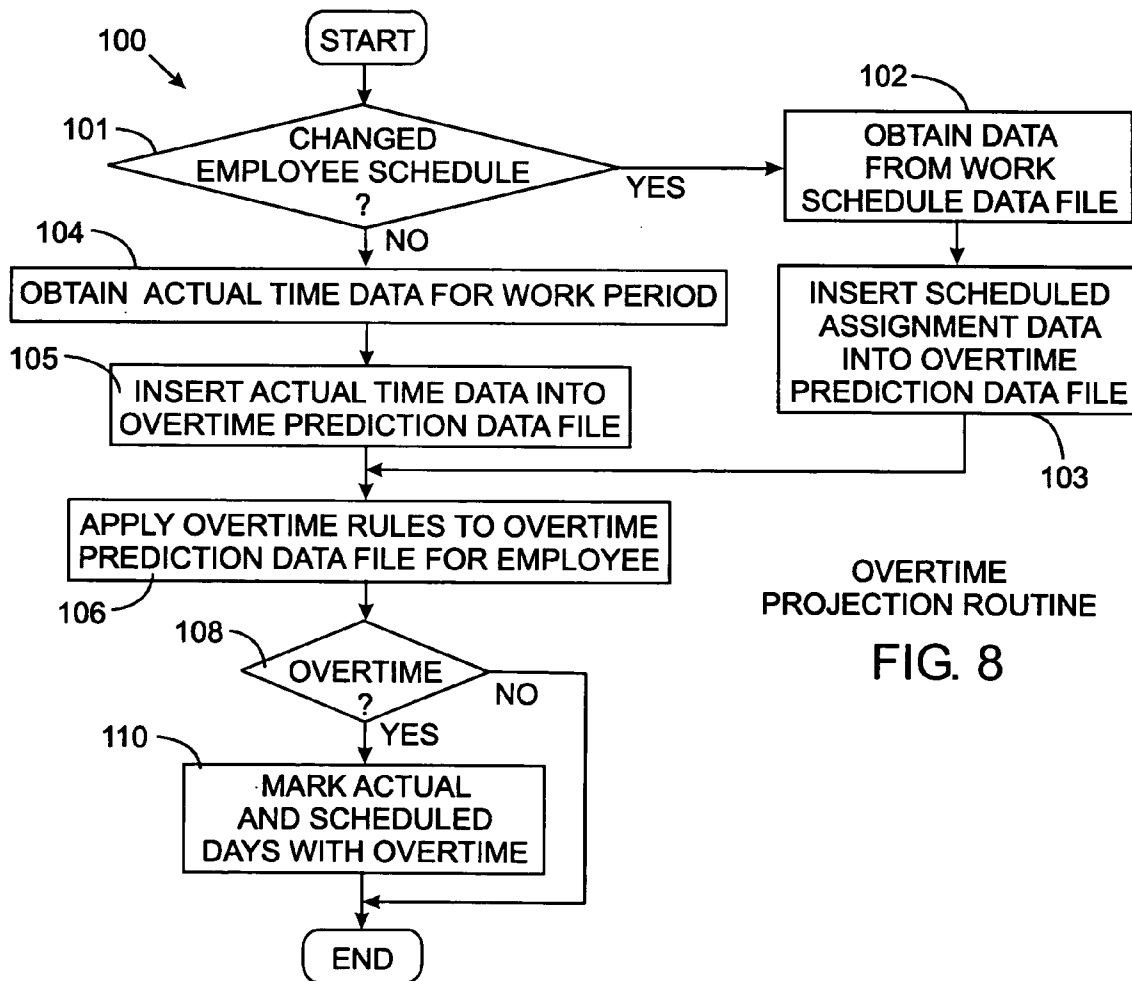 START
100
101
CHANGED
EMPLOYEE SCHEDULE
?
YES
NO
102
OBTAIN DATA
FROM WORK
SCHEDULE DATA FILE
INSERT SCHEDULED
ASSIGNMENT DATA
INTO OVERTIME
PREDICTION DATA FILE
103
104
OBTAIN ACTUAL TIME DATA FOR WORK PERIOD
105
INSERT ACTUAL TIME DATA INTO
OVERTIME PREDICTION DATA FILE
APPLY OVERTIME RULES TO OVERTIME
PREDICTION DATA FILE FOR EMPLOYEE
106
108
OVERTIME
?
NO
YES
110
MARK ACTUAL
AND SCHEDULED
DAYS WITH OVERTIME
END
OVERTIME
PROJECTION ROUTINE
FIG. 8